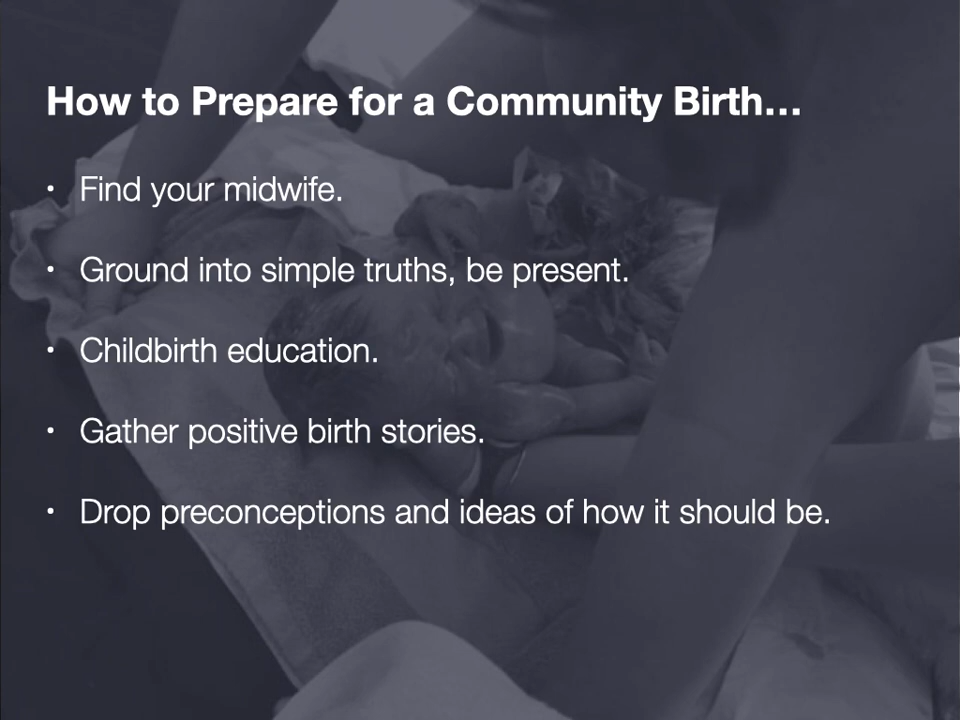 How to Prepare for a Community Birth...
• Find your midwife.
• Ground into simple truths, be present.
• Childbirth education.
• Gather positive birth stories.
• Drop preconceptions and ideas of how it should be.